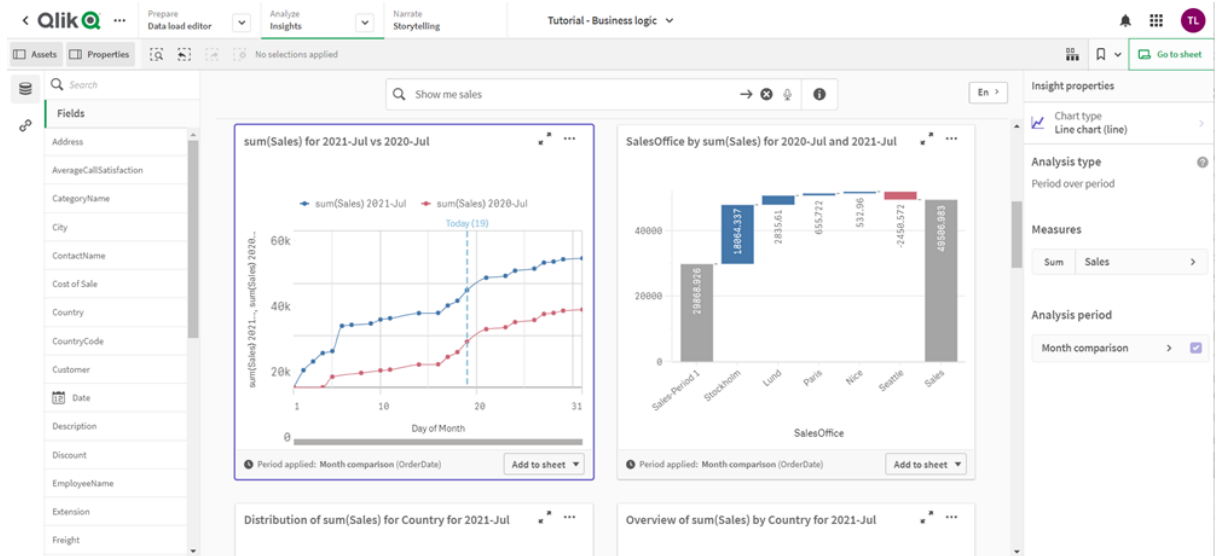 Qlik
Prepare
Data load editor
Analyze
Insights
Narrate
Storytelling
Tutorial - Business logic
TL
Assets
Properties
No selections applied
Go to sheet
Search
Fields
Address
AverageCallSatisfaction
CategoryName
City
ContactName
Cost of Sale
Country
CountryCode
Customer
Date
Description
Discount
EmployeeName
Extension
Freight
Show me sales
En
sum(Sales) for 2021-Jul vs 2020-Jul
sum(Sales) 2021-Jul
sum(Sales) 2020-Jul
Today (19)
sum(Sales) 2021..., sum(Sales) 2020...
60k
40k
20k
0
1
10
20
31
Day of Month
Period applied: Month comparison (OrderDate)
Add to sheet
SalesOffice by sum(Sales) for 2020-Jul and 2021-Jul
40000
20000
0
29868.926
18064.337
2835.61
655.722
532.96
-2450.572
49506.983
Sales-Period 1
Stockholm
Lund
Paris
Nice
Seattle
Sales
SalesOffice
Period applied: Month comparison (OrderDate)
Add to sheet
Distribution of sum(Sales) for Country for 2021-Jul
Overview of sum(Sales) by Country for 2021-Jul
Insight properties
Chart type
Line chart (line)
Analysis type
Period over period
Measures
Sum
Sales
Analysis period
Month comparison